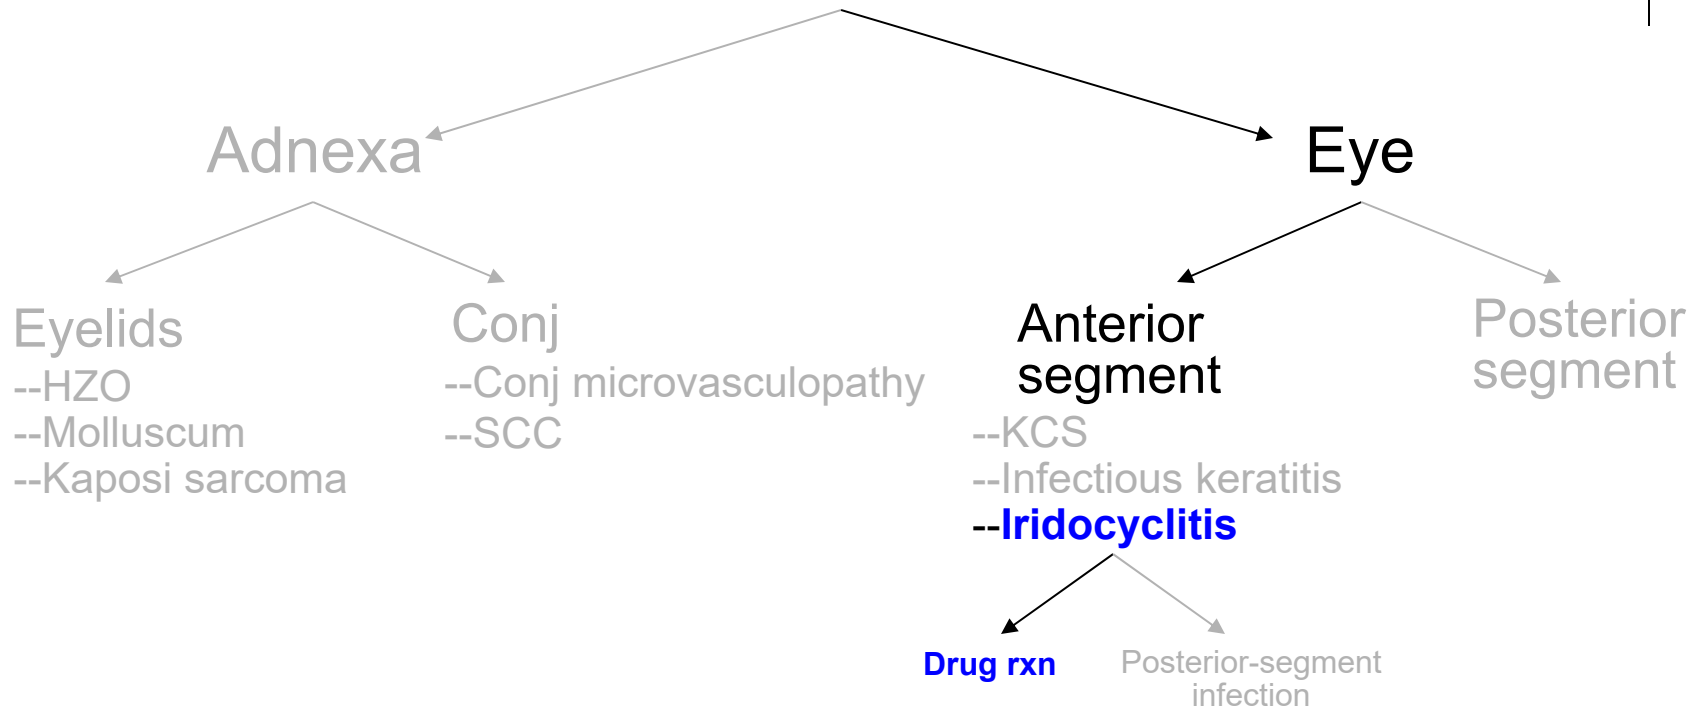 Adnexa
Eye
Eyelids
--HZO
--Molluscum
--Kaposi sarcoma
Conj
--Conj microvasculopathy
--SCC
Anterior
segment
--KCS
--Infectious keratitis
--Iridocyclitis
Drug rxn
Posterior-segment
infection
Posterior
segment